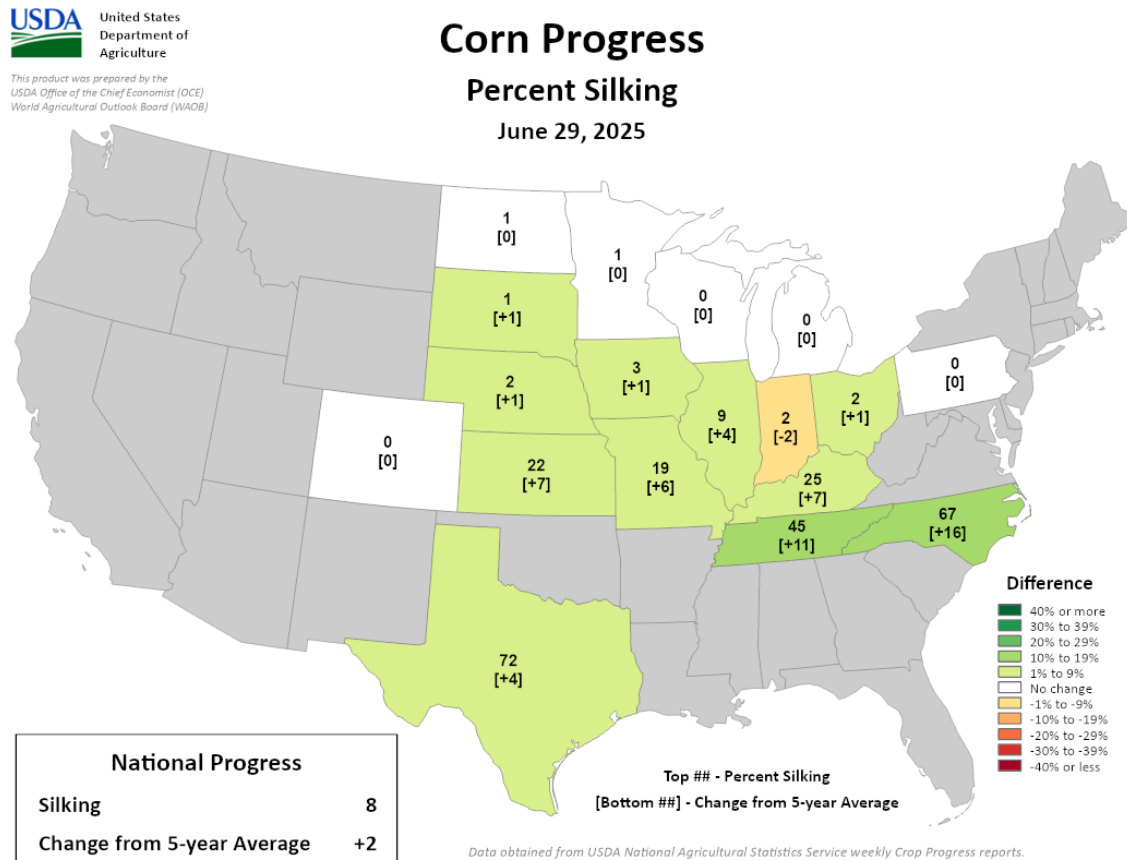 USDA
United States
Department of
Agriculture
This product was prepared by the
USDA Office of the Chief Economist (OCE)
World Agricultural Outlook Board (WAOB)
Corn Progress
Percent Silking
June 29, 2025
1
[0]
1
[0]
0
[0]
0
[0]
0
[0]
1
[+1]
2
[+1]
3
[+1]
9
[+4]
2
[-2]
2
[+1]
0
[0]
22
[+7]
19
[+6]
25
[+7]
45
[+11]
67
[+16]
72
[+4]
Difference
40% or more
30% to 39%
20% to 29%
10% to 19%
1% to 9%
No change
-1% to -9%
-10% to -19%
-20% to -29%
-30% to -39%
-40% or less
National Progress
Silking 8
Change from 5-year Average +2
Top ## - Percent Silking
[Bottom ##] - Change from 5-year Average
Data obtained from USDA National Agricultural Statistics Service weekly Crop Progress reports.